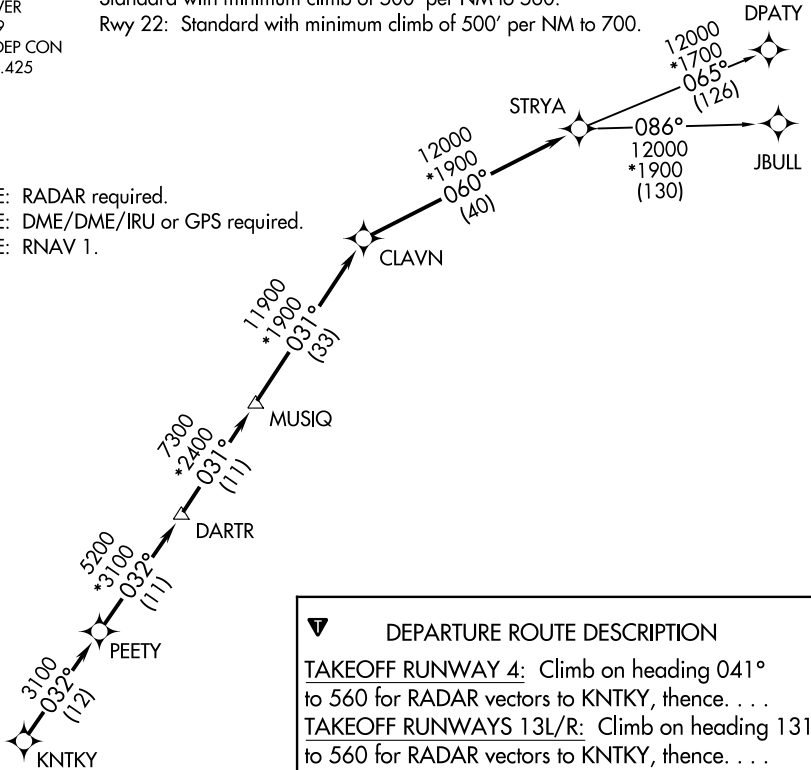 VER
9
DEP CON
.425
Standard with minimum climb of 500' per NM to 560.
Rwy 22: Standard with minimum climb of 500' per NM to 700.
DPATY
12000
*1700
065°
(126)
STRYA
086°
12000
*1900
(130)
JBULL
12000
*1900
060°
(40)
E: RADAR required.
E: DME/DME/IRU or GPS required.
E: RNAV 1.
CLAVN
11900
*1900
031°
(33)
MUSIQ
7300
*2400
031°
(11)
DARTR
5200
*3100
032°
(11)
PEETY
3100
032°
(12)
KNTKY
T
DEPARTURE ROUTE DESCRIPTION
TAKEOFF RUNWAY 4: Climb on heading 041°
to 560 for RADAR vectors to KNTKY, thence. . . .
TAKEOFF RUNWAYS 13L/R: Climb on heading 131
to 560 for RADAR vectors to KNTKY, thence. . . .